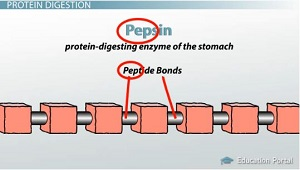 PROTEIN DIGESTION
Pepsin
protein-digesting enzyme of the stomach
Peptide Bonds
Education Portal